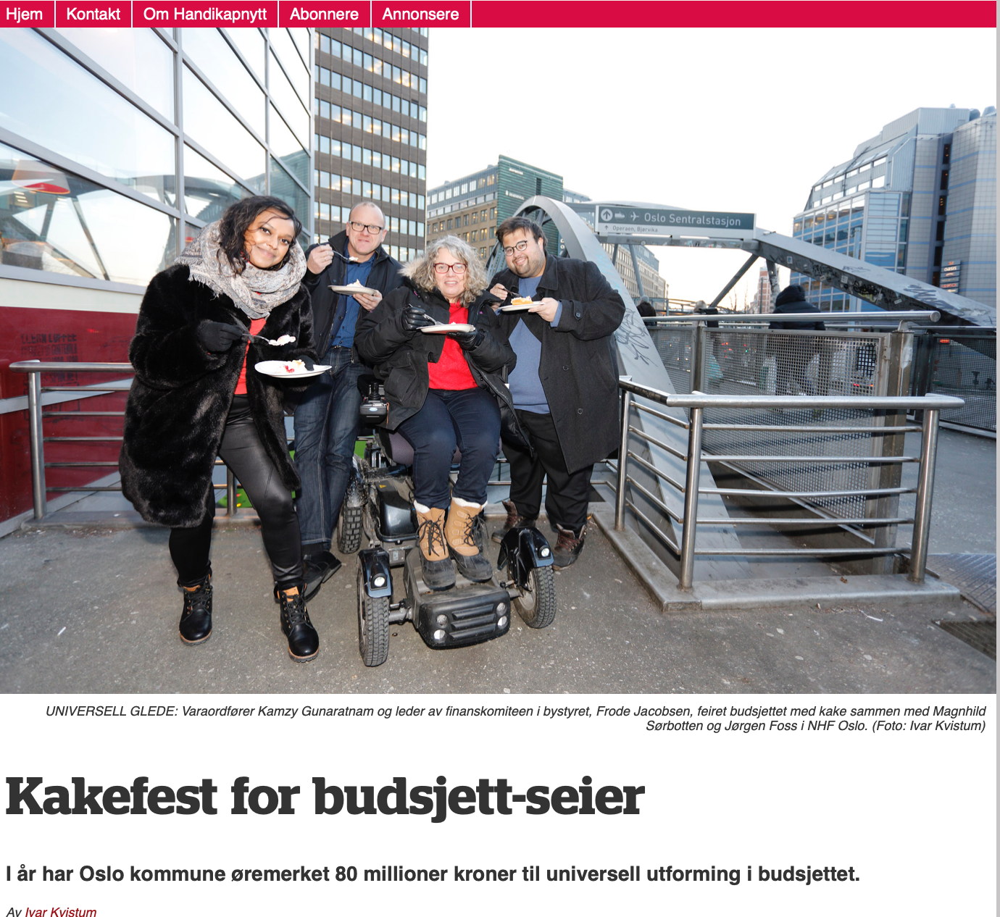 Hjem Kontakt Om Handikapnytt Abonnere Annonsere
Oslo Sentralstasjon
Operaen, Bjørvika
oasis
UNIVERSELL GLEDE: Varaordfører Kamzy Gunaratnam og leder av finanskomiteen i bystyret, Frode Jacobsen, feiret budsjettet med kake sammen med Magnhild
Sørbotten og Jørgen Foss i NHF Oslo. (Foto: Ivar Kvistum)
Kakefest for budsjett-seier
I år har Oslo kommune øremerket 80 millioner kroner til universell utforming i budsjettet.
Av Ivar Kvistum